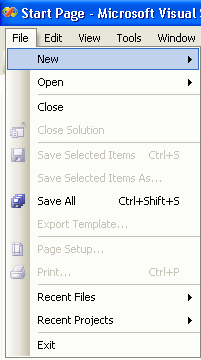 Start Page - Microsoft Visual
File Edit View Tools Window
New
Open
Close
Close Solution
Save Selected Items Ctrl+S
Save Selected Items As...
Save All Ctrl+Shift+S
Export Template...
Page Setup...
Print... Ctrl+P
Recent Files
Recent Projects
Exit